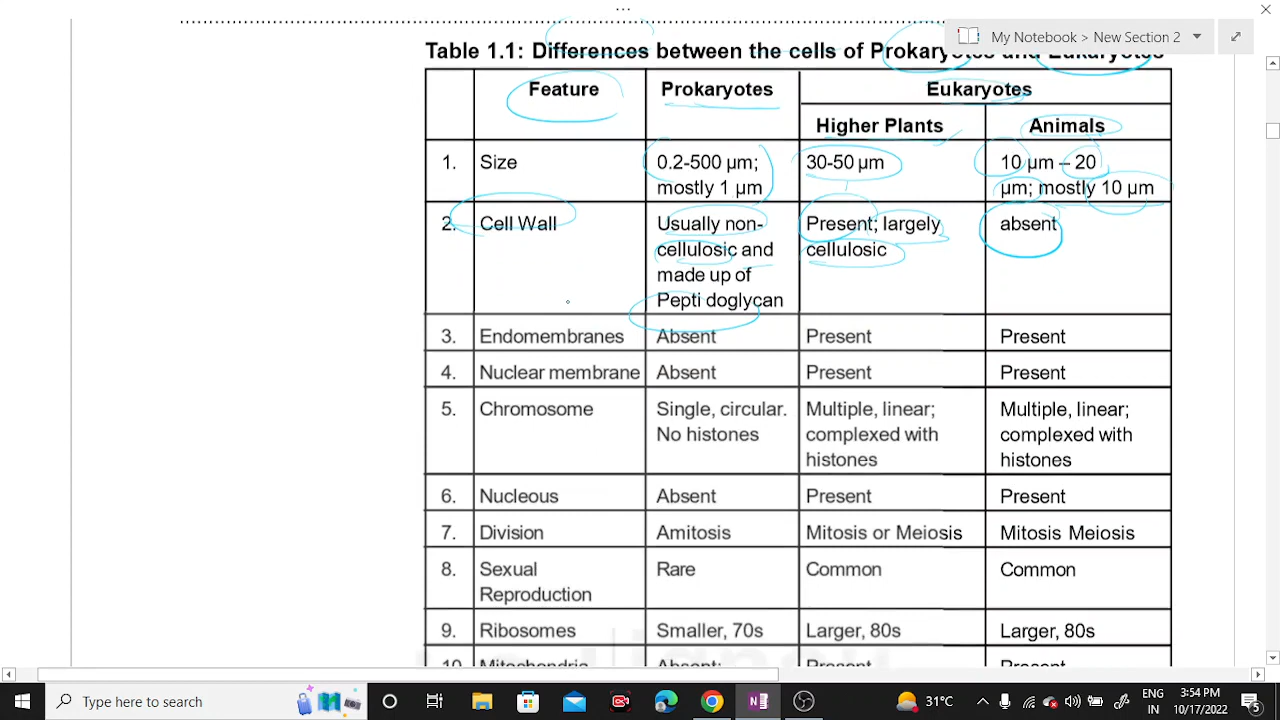 My Notebook > New Section 2
Table 1.1: Differences between the cells of Prokaryotes and Eukaryotes
Feature Prokaryotes Eukaryotes
Higher Plants Animals
1. Size 0.2-500 µm; 30-50 µm 10 µm – 20
mostly 1 µm µm; mostly 10 µm
2. Cell Wall Usually non- Present; largely absent
cellulosic and cellulosic
made up of
Pepti doglycan
3. Endomembranes Absent Present Present
4. Nuclear membrane Absent Present Present
5. Chromosome Single, circular. Multiple, linear; Multiple, linear;
No histones complexed with complexed with
histones histones
6. Nucleous Absent Present Present
7. Division Amitosis Mitosis or Meiosis Mitosis Meiosis
8. Sexual Rare Common Common
Reproduction
9. Ribosomes Smaller, 70s Larger, 80s Larger, 80s
10. Mitochondria Absent; Present Present
Type here to search
31°C
ENG 3:54 PM
IN 10/17/2022
5